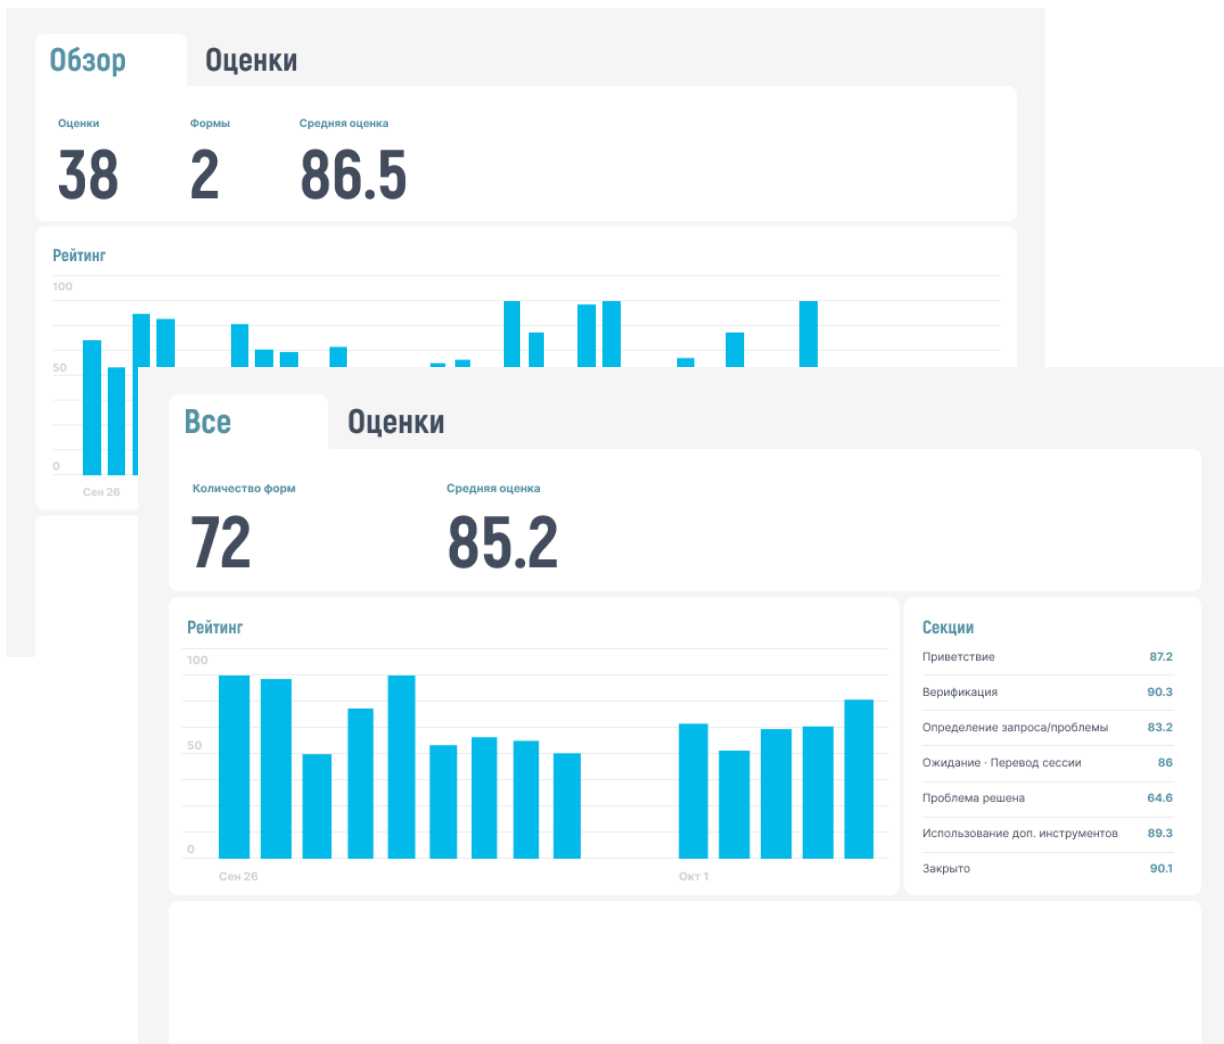 Обзор Оценки
Оценки Формы Средняя оценка
38 2 86.5
Рейтинг
100
50
0
Сен 26
Все Оценки
Количество форм Средняя оценка
72 85.2
Рейтинг
100
50
0
Сен 26 Окт 1
Секции
Приветствие 87.2
Верификация 90.3
Определение запроса/проблемы 83.2
Ожидание · Перевод сессии 86
Проблема решена 64.6
Использование доп. инструментов 89.3
Закрыто 90.1